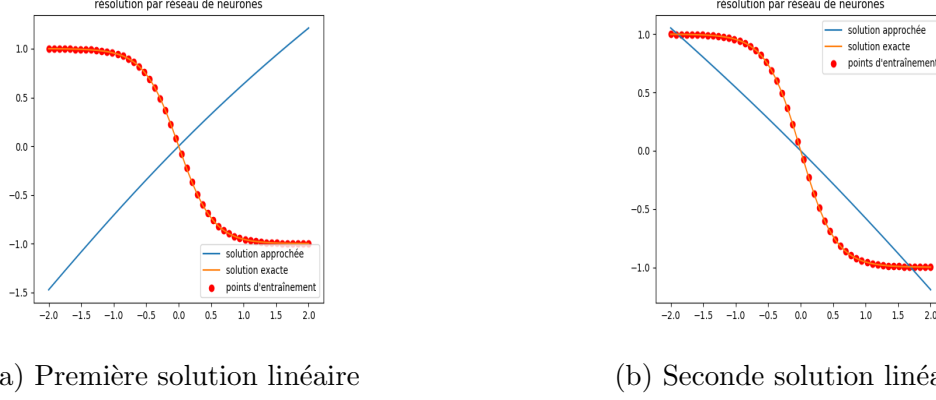 résolution par réseau de neurones
1.0
0.5
0.0
−0.5
−1.0
−1.5
−2.0 −1.5 −1.0 −0.5 0.0 0.5 1.0 1.5 2.0
solution approchée
solution exacte
points d'entraînement
a) Première solution linéaire
résolution par réseau de neurones
1.0
0.5
0.0
−0.5
−1.0
−2.0 −1.5 −1.0 −0.5 0.0 0.5 1.0 1.5 2.0
solution approchée
solution exacte
points d'entraînement
(b) Seconde solution linéa